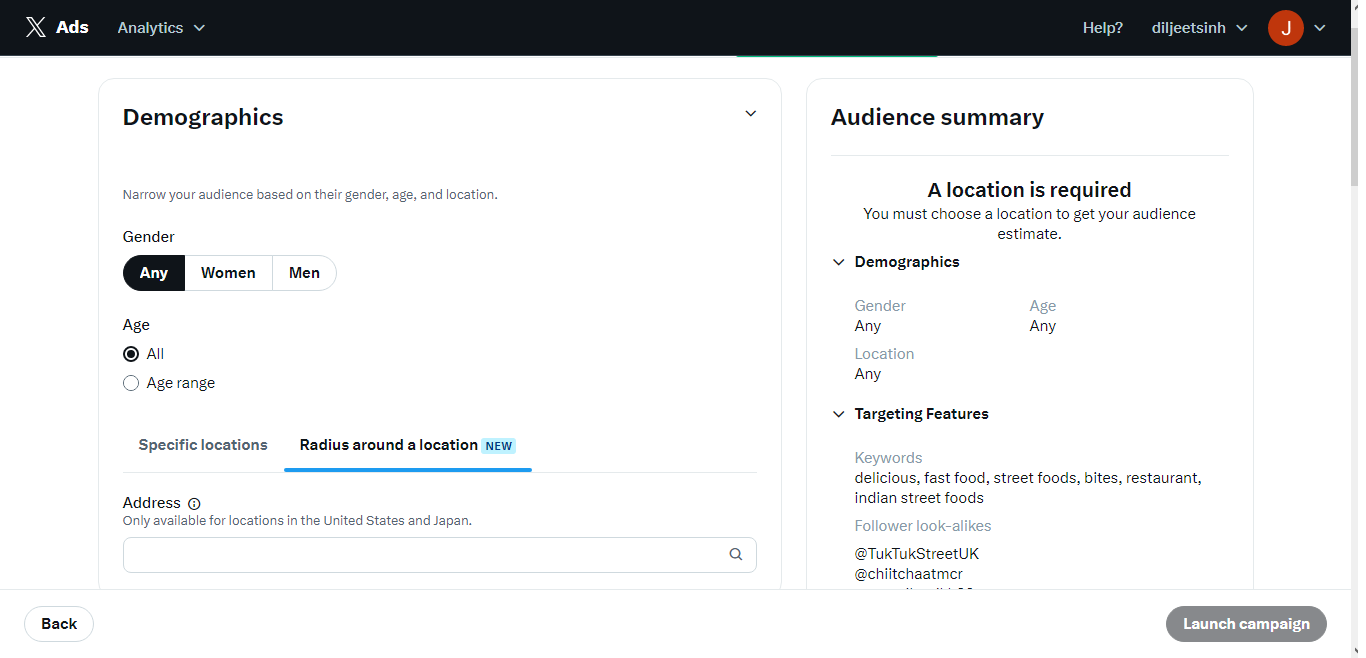 X Ads Analytics Help? diljeetsinh J
Demographics
Narrow your audience based on their gender, age, and location.
Gender
Any Women Men
Age
All
Age range
Specific locations Radius around a location NEW
Address
Only available for locations in the United States and Japan.
Audience summary
A location is required
You must choose a location to get your audience
estimate.
Demographics
Gender Age
Any Any
Location
Any
Targeting Features
Keywords
delicious, fast food, street foods, bites, restaurant,
indian street foods
Follower look-alikes
@TukTukStreetUK
@chiitchaatmcr
Back Launch campaign